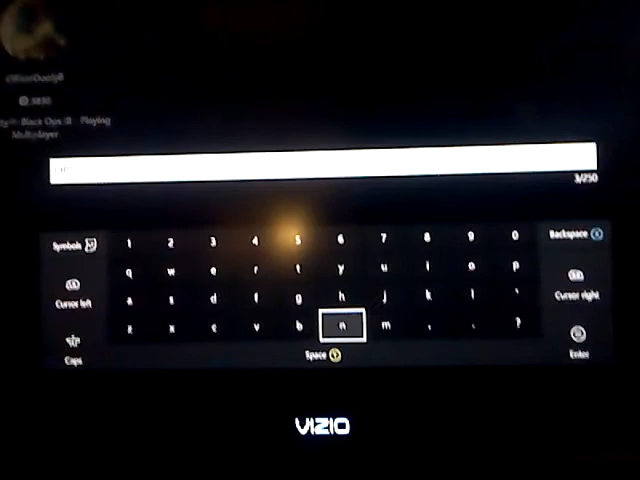 Black Ops II Playing
Multiplayer
3/250
Symbols 1 2 3 4 5 6 7 8 9 0 Backspace X
q w e r t y u i o p
Cursor left Cursor right
a s d f g h j k l '
z x c v b n m , . ?
Caps Space Y Enter
VIZIO